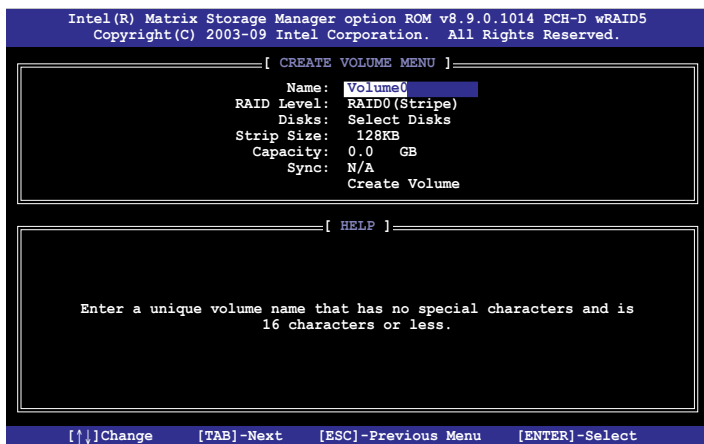 Intel(R) Matrix Storage Manager option ROM v8.9.0.1014 PCH-D wRAID5
Copyright(C) 2003-09 Intel Corporation. All Rights Reserved.
[ CREATE VOLUME MENU ]
Name: Volume0
RAID Level: RAID0(Stripe)
Disks: Select Disks
Strip Size: 128KB
Capacity: 0.0 GB
Sync: N/A
Create Volume
[ HELP ]
Enter a unique volume name that has no special characters and is
16 characters or less.
[↑↓]Change [TAB]-Next [ESC]-Previous Menu [ENTER]-Select